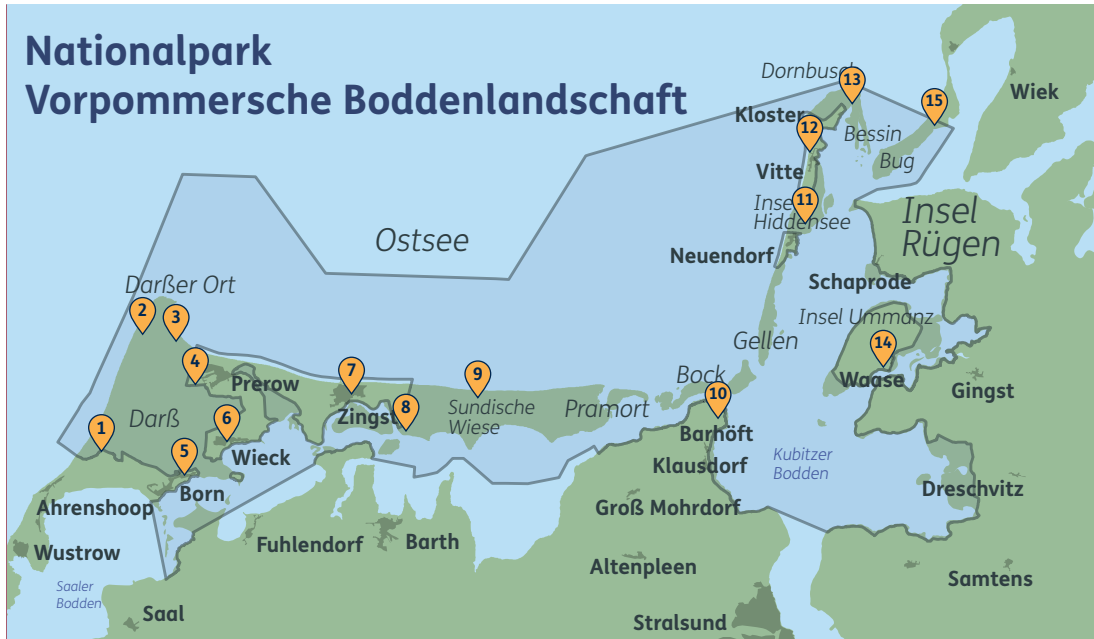 Nationalpark
Vorpommersche Boddenlandschaft
Dornbusch
13
15
Wiek
Kloster
12
Bessin
Vitte
Bug
11
Insel
Hiddensee
Insel
Rügen
Ostsee
Neuendorf
Schaprode
Darßer Ort
2
3
Insel Ummanz
14
Gellen
4
Prerow
7
9
Bock
Waase
Gingst
10
Zingst
8
Sundische
Wiese
Pramort
Darß
6
1
Barhöft
5
Wieck
Klausdorf
Kubitzer
Bodden
Born
Dreschvitz
Ahrenshoop
Groß Mohrdorf
Wustrow
Fuhlendorf
Barth
Altenpleen
Samtens
Saaler
Bodden
Saal
Stralsund